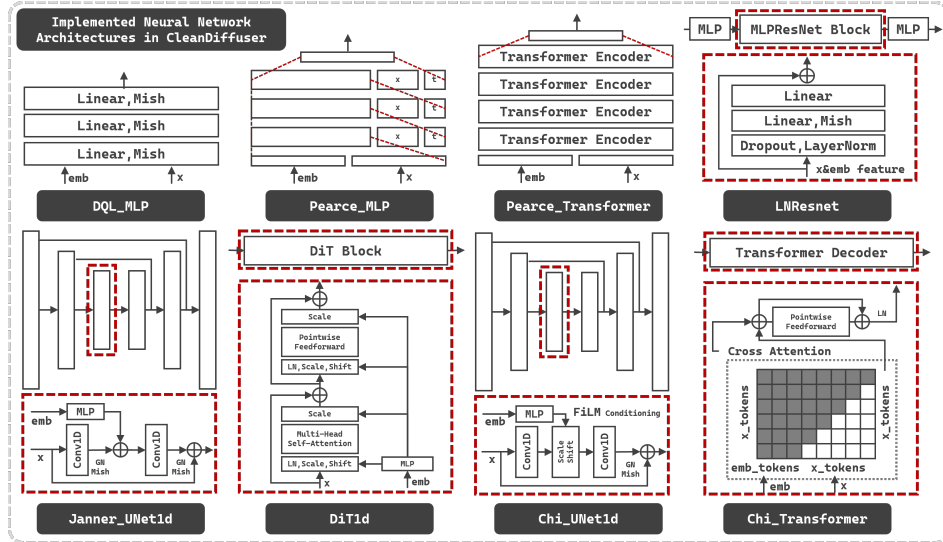 Implemented Neural Network
Architectures in CleanDiffuser
Linear,Mish
Linear,Mish
Linear,Mish
emb
x
DQL_MLP
x
t
x
t
x
t
emb
x
Pearce_MLP
Transformer Encoder
Transformer Encoder
Transformer Encoder
Transformer Encoder
emb
x
Pearce_Transformer
MLP
MLPResNet Block
MLP
Linear
Linear,Mish
Dropout,LayerNorm
x&emb feature
LNResnet
emb
MLP
x
Conv1D
GN
Mish
Conv1D
GN
Mish
Janner_UNet1d
DiT Block
Scale
Pointwise
Feedforward
LN,Scale,Shift
Scale
Multi-Head
Self-Attention
LN,Scale,Shift
MLP
x
emb
DiT1d
emb
MLP
FiLM Conditioning
x
Conv1D
Scale
Shift
Conv1D
GN
Mish
Chi_UNet1d
Transformer Decoder
LN
Pointwise
Feedforward
Cross Attention
x_tokens
x_tokens
emb_tokens
x_tokens
emb
x
Chi_Transformer